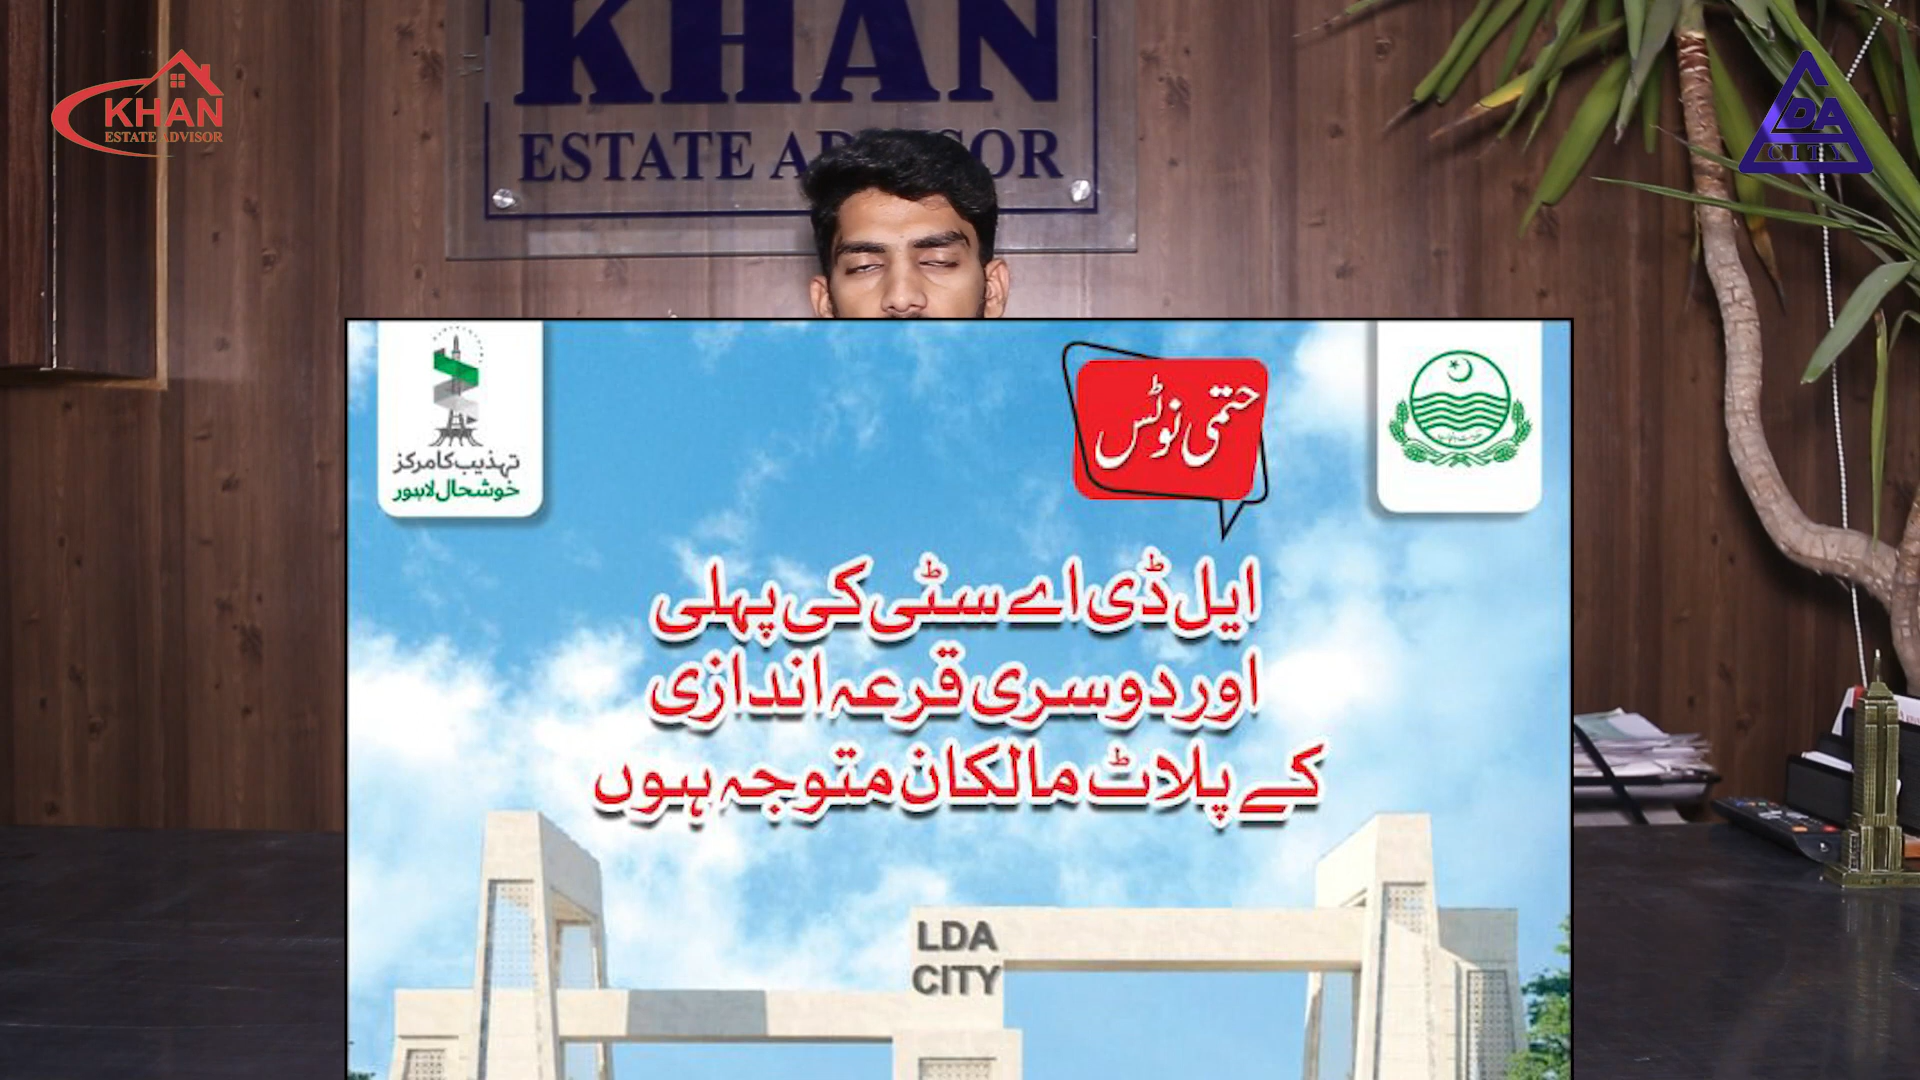 KHAN
ESTATE ADVISOR
KHAN
ESTATE ADVISOR
LDA
CITY
تہذیب کا مرکز
خوشحال لاہور
حتمی نوٹس
ایل ڈی اے سٹی کی پہلی
اور دوسری قرعہ اندازی
کے پلاٹ مالکان متوجہ ہوں
LDA
CITY